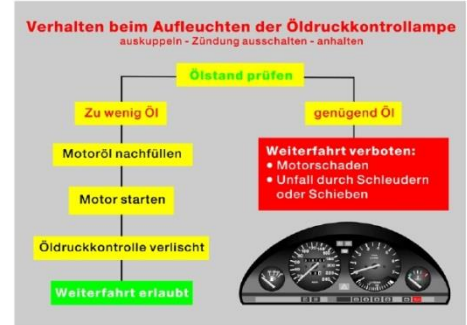 Verhalten beim Aufleuchten der Öldruckkontrollampe
auskuppeln - Zündung ausschalten - anhalten
Ölstand prüfen
Zu wenig Öl
genügend Öl
Motoröl nachfüllen
Motor starten
Öldruckkontrolle verlischt
Weiterfahrt erlaubt
Weiterfahrt verboten:
• Motorschaden
• Unfall durch Schleudern
oder Schieben